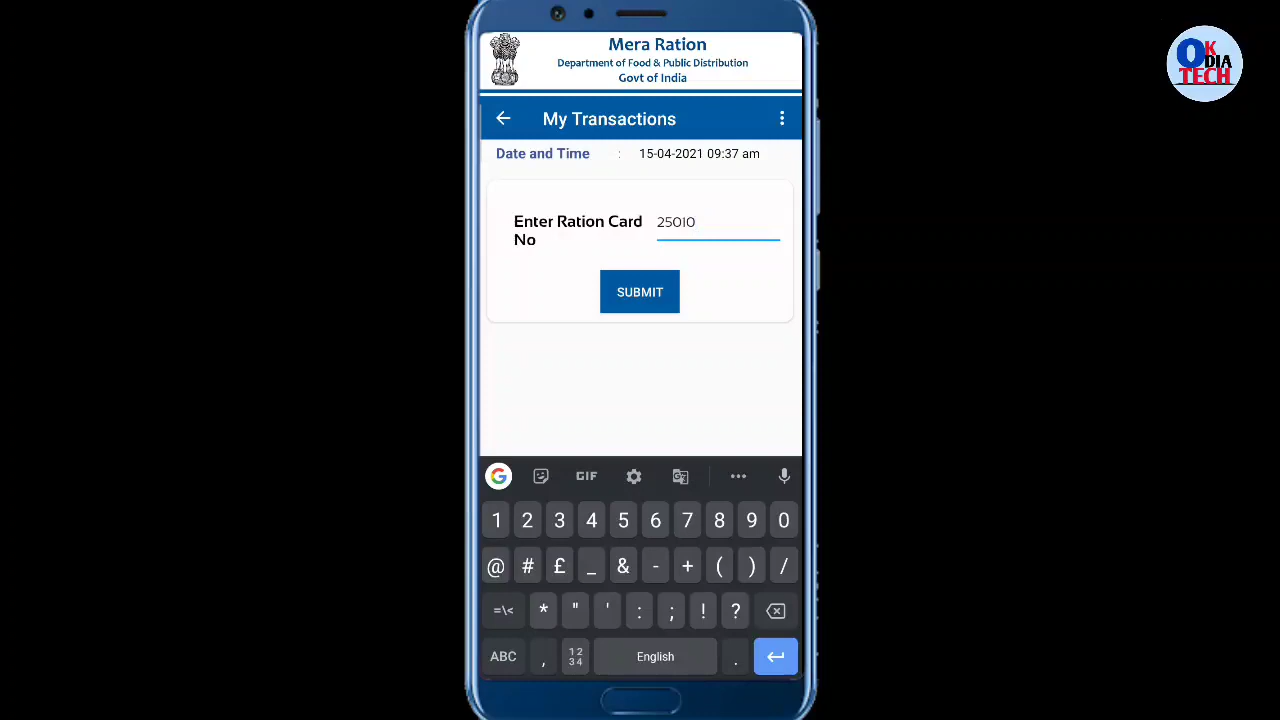 Mera Ration
Department of Food & Public Distribution
Govt of India
My Transactions
Date and Time : 15-04-2021 09:37 am
Enter Ration Card No 25010
SUBMIT
GIF
1 2 3 4 5 6 7 8 9 0
@ # £ _ & - + ( ) /
=\< * " ' : ; ! ?
ABC , 1 2 3 4 English .
OK
DIA
TECH